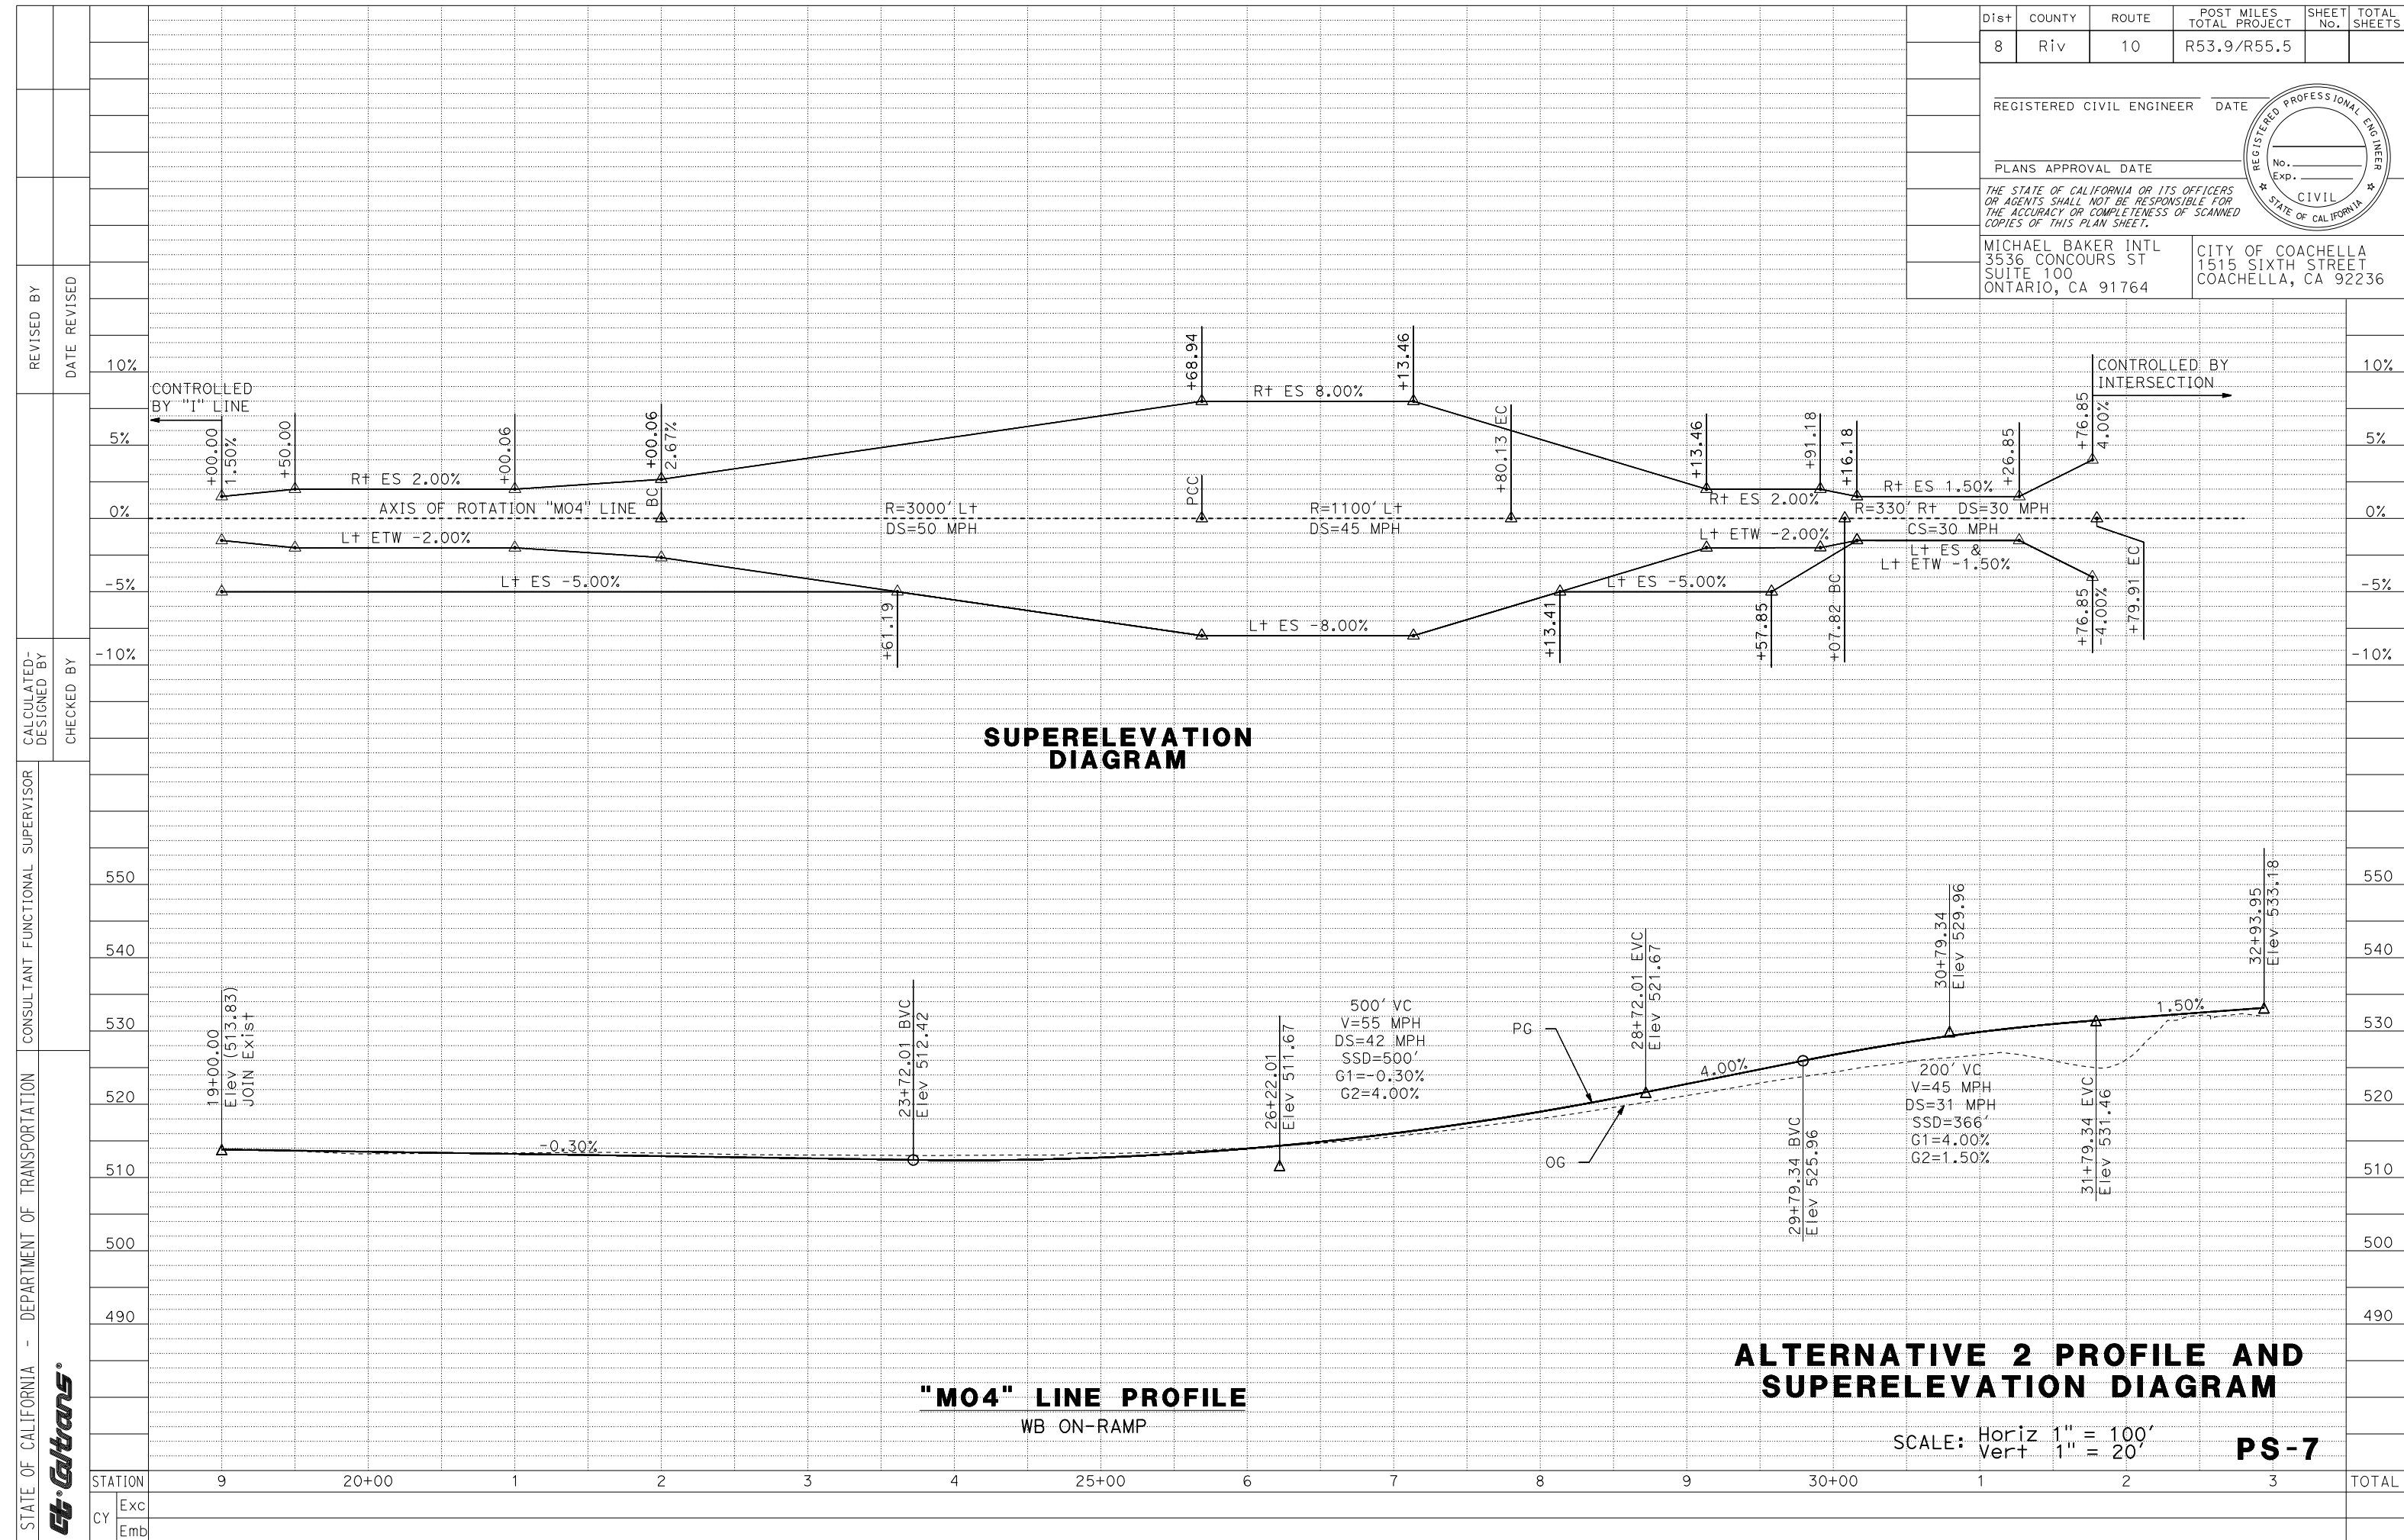 Dist
COUNTY
ROUTE
POST MILES
TOTAL PROJECT
SHEET
No.
TOTAL
SHEETS
8
Riv
10
R53.9/R55.5
REGISTERED CIVIL ENGINEER
DATE
PLANS APPROVAL DATE
REGISTERED PROFESSIONAL ENGINEER
No.
Exp.
CIVIL
STATE OF CALIFORNIA
THE STATE OF CALIFORNIA OR ITS OFFICERS
OR AGENTS SHALL NOT BE RESPONSIBLE FOR
THE ACCURACY OR COMPLETENESS OF SCANNED
COPIES OF THIS PLAN SHEET.
MICHAEL BAKER INTL
3536 CONCOURS ST
SUITE 100
ONTARIO, CA 91764
CITY OF COACHELLA
1515 SIXTH STREET
COACHELLA, CA 92236
REVISED BY
DATE REVISED
CALCULATED-
DESIGNED BY
CHECKED BY
CONSULTANT FUNCTIONAL SUPERVISOR
STATE OF CALIFORNIA - DEPARTMENT OF TRANSPORTATION
Caltrans
10%
5%
0%
-5%
-10%
10%
5%
0%
-5%
-10%
CONTROLLED
BY "I" LINE
+00.00
1.50%
+50.00
Rt ES 2.00%
+00.06
+00.06
2.67%
+68.94
Rt ES 8.00%
+13.46
+80.13 EC
+13.46
Rt ES 2.00%
+91.18
+16.18
Rt ES 1.50%
+26.85
+76.85
4.00%
CONTROLLED BY
INTERSECTION
AXIS OF ROTATION "MO4" LINE
BC
R=3000' Lt
DS=50 MPH
PCC
R=1100' Lt
DS=45 MPH
R=330' Rt DS=30 MPH
CS=30 MPH
Lt ETW -2.00%
Lt ETW -2.00%
Lt ES &
Lt ETW -1.50%
Lt ES -5.00%
+61.19
Lt ES -8.00%
+13.41
Lt ES -5.00%
+57.85
+07.82 BC
+76.85
-4.00%
+79.91 EC
SUPERELEVATION
DIAGRAM
550
540
530
520
510
500
490
550
540
530
520
510
500
490
19+00.00
Elev (513.83)
JOIN Exist
-0.30%
23+72.01 BVC
Elev 512.42
26+22.01
Elev 511.67
500' VC
V=55 MPH
DS=42 MPH
SSD=500'
G1=-0.30%
G2=4.00%
PG
OG
28+72.01 EVC
Elev 521.67
4.00%
29+79.34 BVC
Elev 525.96
30+79.34
Elev 529.96
200' VC
V=45 MPH
DS=31 MPH
SSD=366'
G1=4.00%
G2=1.50%
31+79.34 EVC
Elev 531.46
1.50%
32+93.95
Elev 533.18
"MO4" LINE PROFILE
WB ON-RAMP
ALTERNATIVE 2 PROFILE AND
SUPERELEVATION DIAGRAM
SCALE: Horiz 1" = 100'
Vert 1" = 20'
PS-7
STATION
9
20+00
1
2
3
4
25+00
6
7
8
9
30+00
1
2
3
TOTAL
CY
Exc
Emb